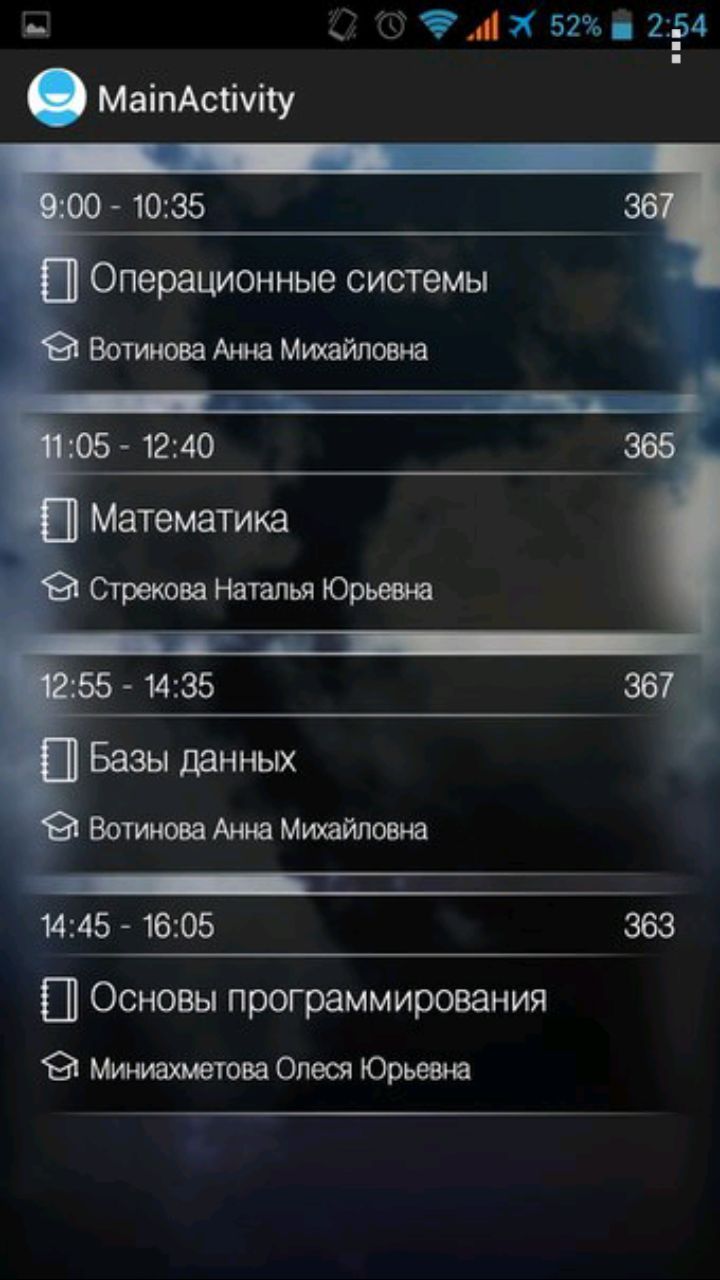 52% 2:54
MainActivity
9:00 - 10:35 367
Операционные системы
Вотинова Анна Михайловна
11:05 - 12:40 365
Математика
Стрекова Наталья Юрьевна
12:55 - 14:35 367
Базы данных
Вотинова Анна Михайловна
14:45 - 16:05 363
Основы программирования
Миниахметова Олеся Юрьевна